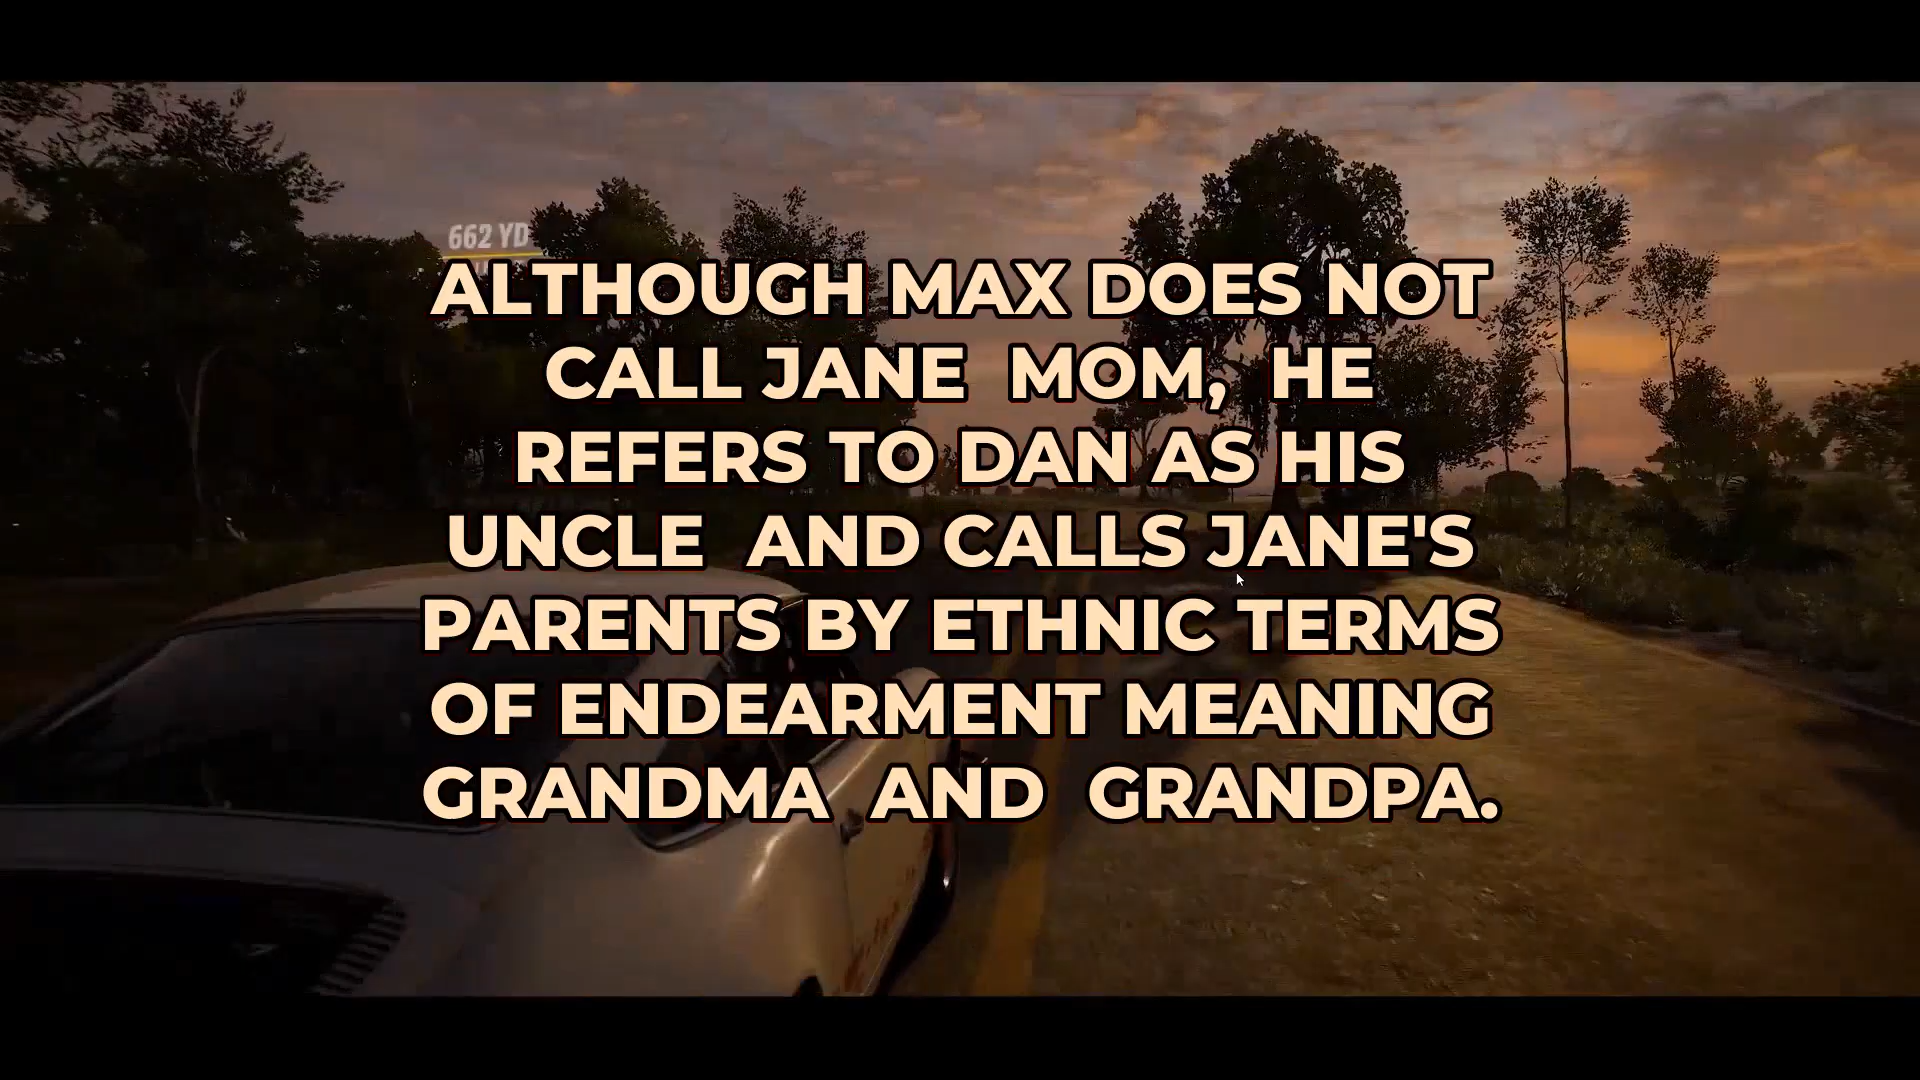 662 YD
ALTHOUGH MAX DOES NOT
CALL JANE MOM, HE
REFERS TO DAN AS HIS
UNCLE AND CALLS JANE'S
PARENTS BY ETHNIC TERMS
OF ENDEARMENT MEANING
GRANDMA AND GRANDPA.